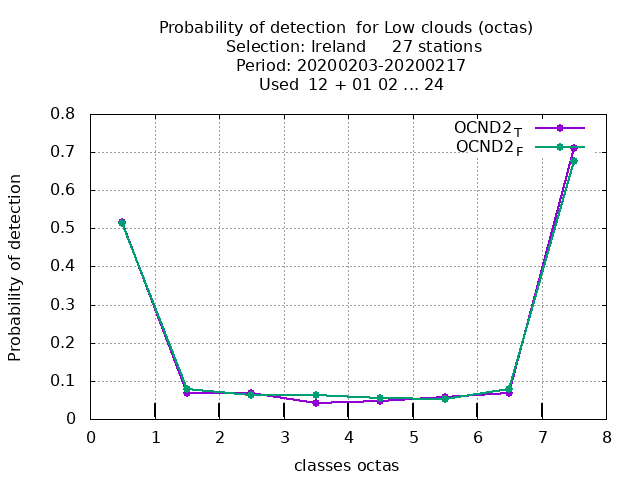 Probability of detection  for Low clouds (octas)
Selection: Ireland     27 stations
Period: 20200203-20200217
Used  12 + 01 02 ... 24
OCND2T
OCND2F
Probability of detection
0.8
0.7
0.6
0.5
0.4
0.3
0.2
0.1
0
0 1 2 3 4 5 6 7 8
classes octas